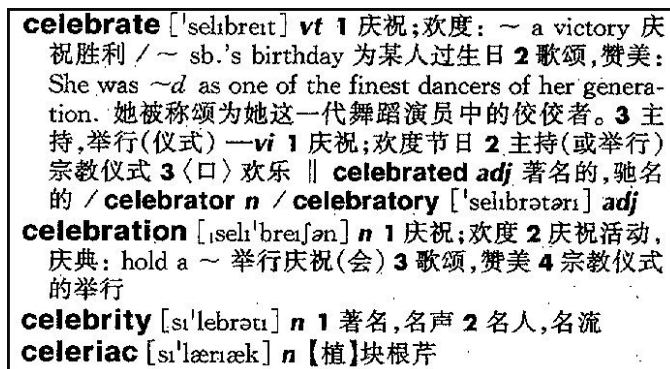 celebrate ['selɪbreɪt] vt 1 庆祝;欢度: ~ a victory 庆
祝胜利 / ~ sb.'s birthday 为某人过生日 2 歌颂,赞美:
She was ~d as one of the finest dancers of her genera-
tion. 她被称颂为她这一代舞蹈演员中的佼佼者。3 主
持,举行(仪式) —vi 1 庆祝;欢度节日 2 主持(或举行)
宗教仪式 3〈口〉欢乐 ‖ celebrated adj 著名的,驰名
的 / celebrator n / celebratory ['selɪbrətərɪ] adj
celebration [ˌselɪ'breɪʃən] n 1 庆祝;欢度 2 庆祝活动,
庆典: hold a ~ 举行庆祝(会) 3 歌颂,赞美 4 宗教仪式
的举行
celebrity [sɪ'lebrətɪ] n 1 著名,名声 2 名人,名流
celeriac [sɪ'lærɪæk] n【植】块根芹